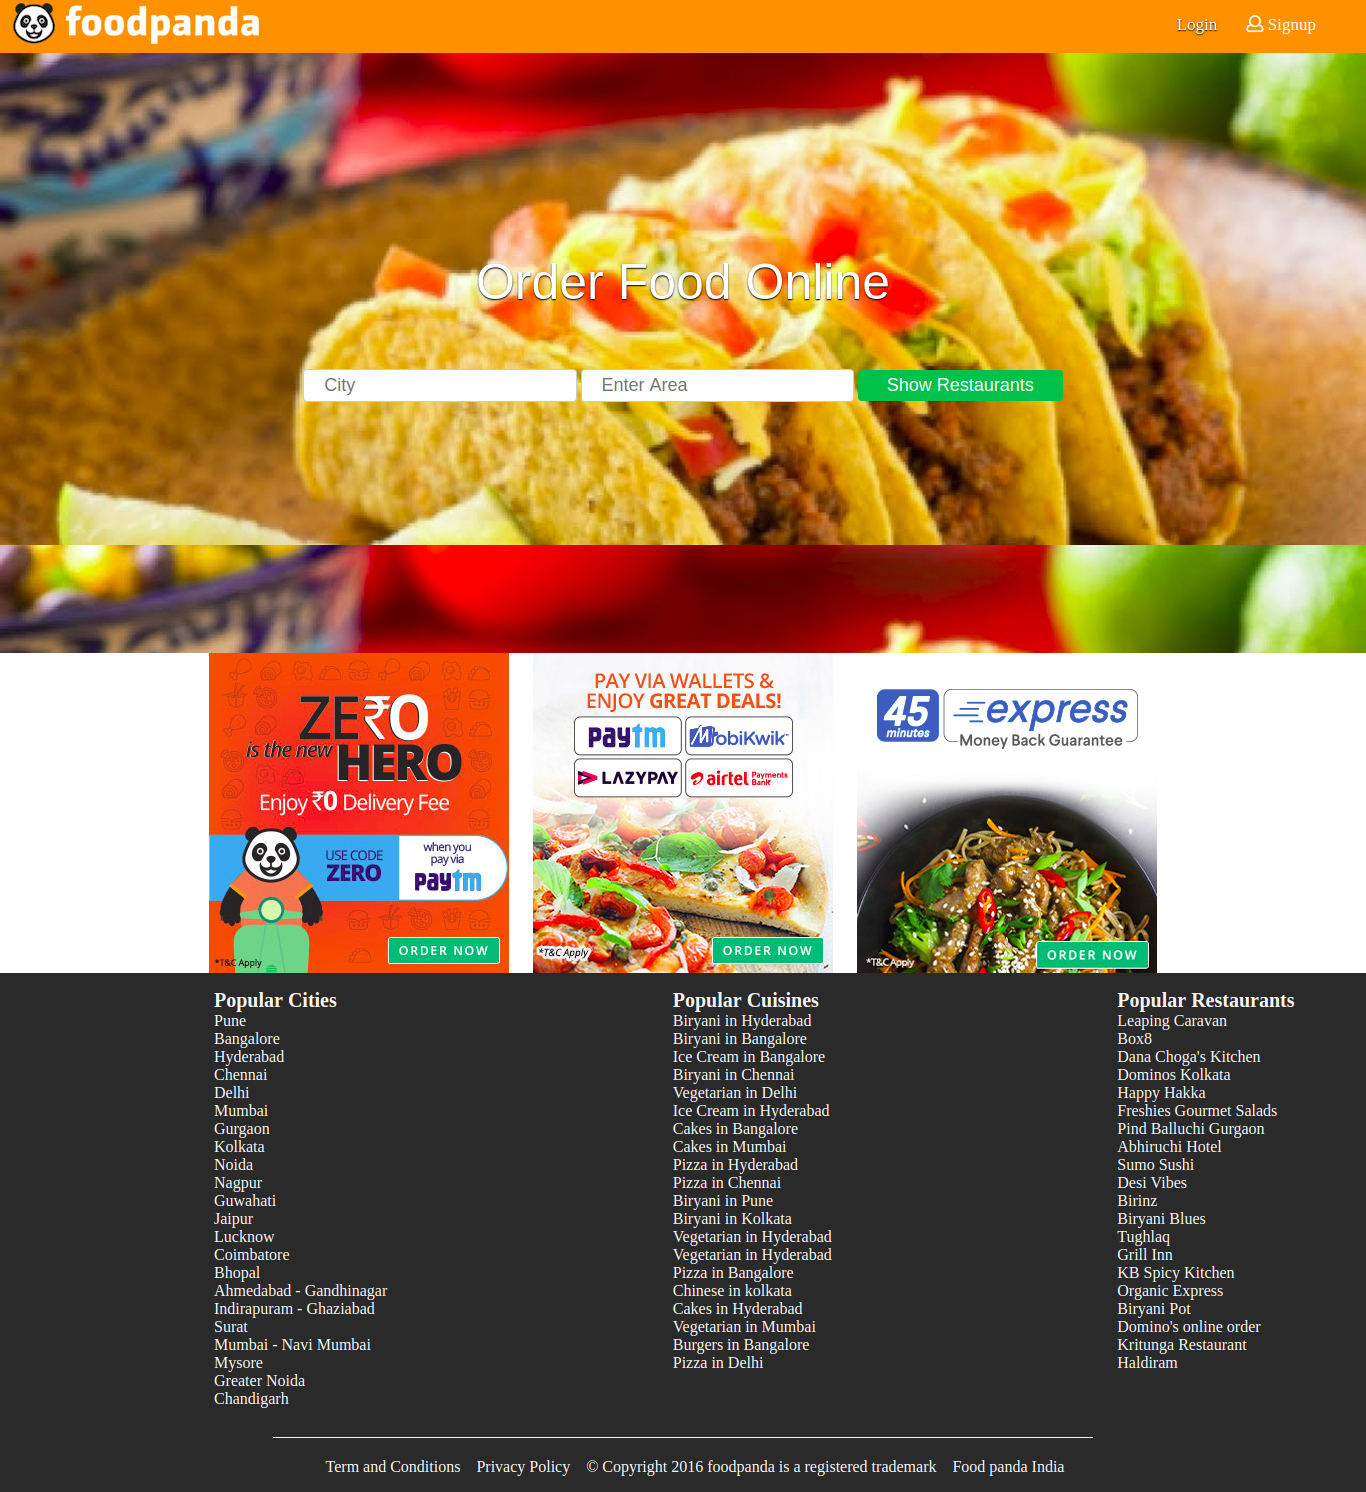 foodpanda
Login Signup
Order Food Online
City Enter Area Show Restaurants
ZE₹O
is the new
HERO
Enjoy ₹0 Delivery Fee
USE CODE
ZERO
when you
pay via
paytm
ORDER NOW
*T&C Apply
PAY VIA WALLETS &
ENJOY GREAT DEALS!
paytm MobiKwik
LAZYPAY airtel Payments Bank
*T&C Apply
ORDER NOW
45 minutes express
Money Back Guarantee
*T&C Apply
ORDER NOW
Popular Cities
Pune
Bangalore
Hyderabad
Chennai
Delhi
Mumbai
Gurgaon
Kolkata
Noida
Nagpur
Guwahati
Jaipur
Lucknow
Coimbatore
Bhopal
Ahmedabad - Gandhinagar
Indirapuram - Ghaziabad
Surat
Mumbai - Navi Mumbai
Mysore
Greater Noida
Chandigarh
Popular Cuisines
Biryani in Hyderabad
Biryani in Bangalore
Ice Cream in Bangalore
Biryani in Chennai
Vegetarian in Delhi
Ice Cream in Hyderabad
Cakes in Bangalore
Cakes in Mumbai
Pizza in Hyderabad
Pizza in Chennai
Biryani in Pune
Biryani in Kolkata
Vegetarian in Hyderabad
Vegetarian in Hyderabad
Pizza in Bangalore
Chinese in kolkata
Cakes in Hyderabad
Vegetarian in Mumbai
Burgers in Bangalore
Pizza in Delhi
Popular Restaurants
Leaping Caravan
Box8
Dana Choga's Kitchen
Dominos Kolkata
Happy Hakka
Freshies Gourmet Salads
Pind Balluchi Gurgaon
Abhiruchi Hotel
Sumo Sushi
Desi Vibes
Birinz
Biryani Blues
Tughlaq
Grill Inn
KB Spicy Kitchen
Organic Express
Biryani Pot
Domino's online order
Kritunga Restaurant
Haldiram
Term and Conditions Privacy Policy © Copyright 2016 foodpanda is a registered trademark Food panda India